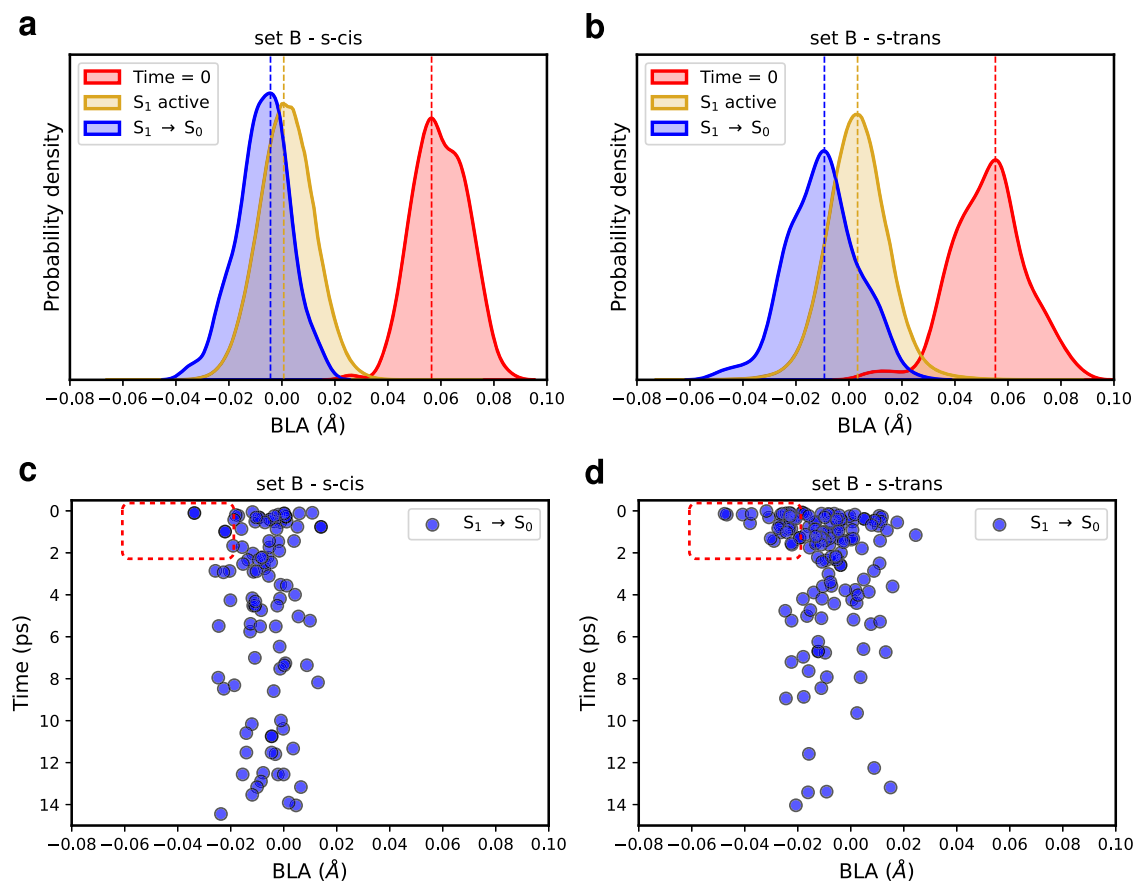 a
set B - s-cis
Time = 0
S₁ active
S₁ → S₀
Probability density
−0.08 −0.06 −0.04 −0.02 0.00 0.02 0.04 0.06 0.08 0.10
BLA (Å)
b
set B - s-trans
Time = 0
S₁ active
S₁ → S₀
Probability density
−0.08 −0.06 −0.04 −0.02 0.00 0.02 0.04 0.06 0.08 0.10
BLA (Å)
c
set B - s-cis
S₁ → S₀
Time (ps)
0
2
4
6
8
10
12
14
−0.08 −0.06 −0.04 −0.02 0.00 0.02 0.04 0.06 0.08 0.10
BLA (Å)
d
set B - s-trans
S₁ → S₀
Time (ps)
0
2
4
6
8
10
12
14
−0.08 −0.06 −0.04 −0.02 0.00 0.02 0.04 0.06 0.08 0.10
BLA (Å)